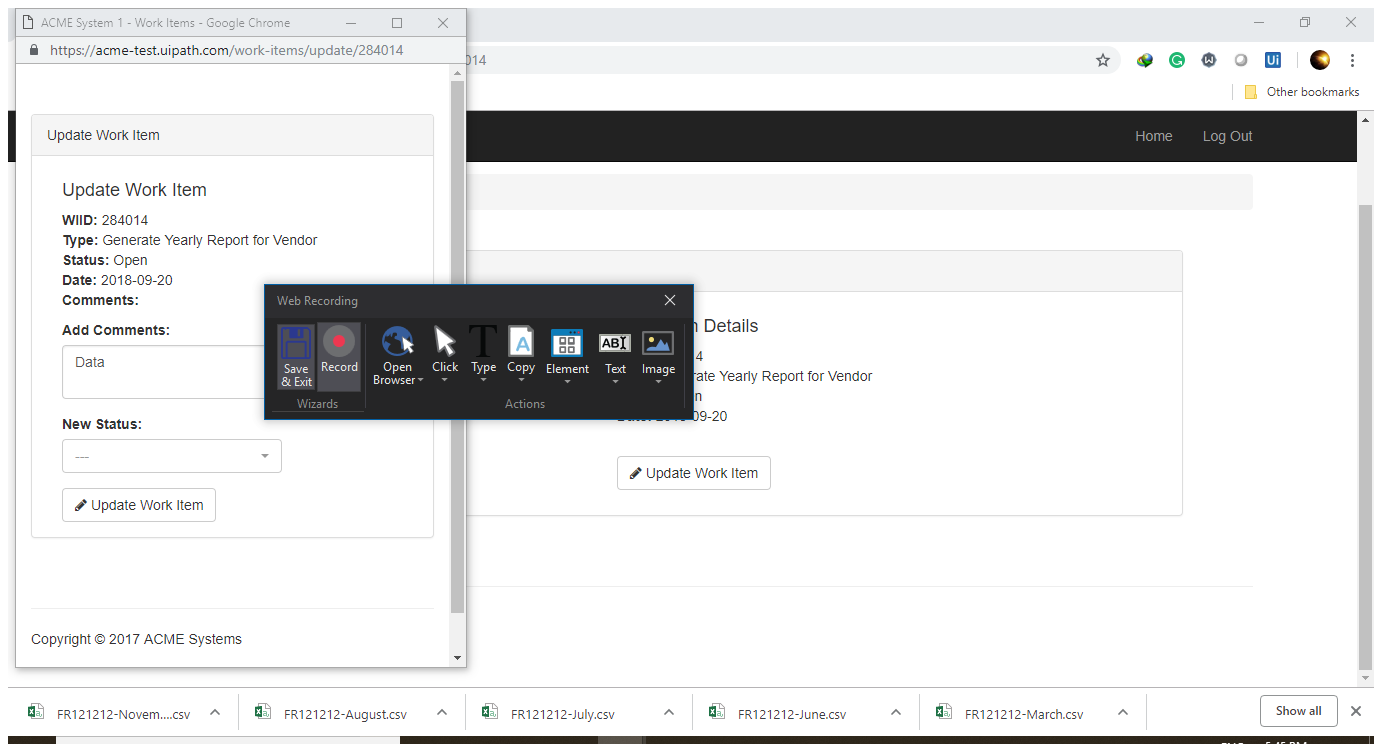 ACME System 1 - Work Items - Google Chrome
https://acme-test.uipath.com/work-items/update/284014
014
Ui
Other bookmarks
Home
Log Out
Update Work Item
Update Work Item
WIID: 284014
Type: Generate Yearly Report for Vendor
Status: Open
Date: 2018-09-20
Comments:
Add Comments:
Data
New Status:
---
Update Work Item
Copyright © 2017 ACME Systems
Web Recording
Save & Exit
Record
Open Browser
Click
Type
Copy
Element
Text
Image
Wizards
Actions
Details
4
rate Yearly Report for Vendor
n
09-20
Update Work Item
FR121212-Novem....csv
FR121212-August.csv
FR121212-July.csv
FR121212-June.csv
FR121212-March.csv
Show all